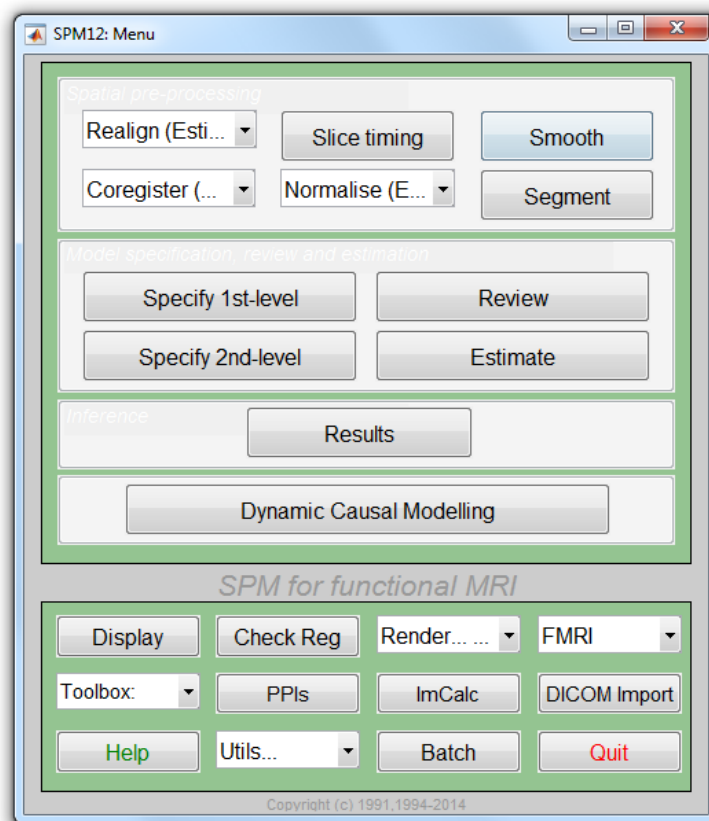 SPM12: Menu
Spatial pre-processing
Realign (Esti...
Slice timing
Smooth
Coregister (...
Normalise (E...
Segment
Model specification, review and estimation
Specify 1st-level
Review
Specify 2nd-level
Estimate
Inference
Results
Dynamic Causal Modelling
SPM for functional MRI
Display
Check Reg
Render... ...
FMRI
Toolbox:
PPIs
ImCalc
DICOM Import
Help
Utils...
Batch
Quit
Copyright (c) 1991,1994-2014